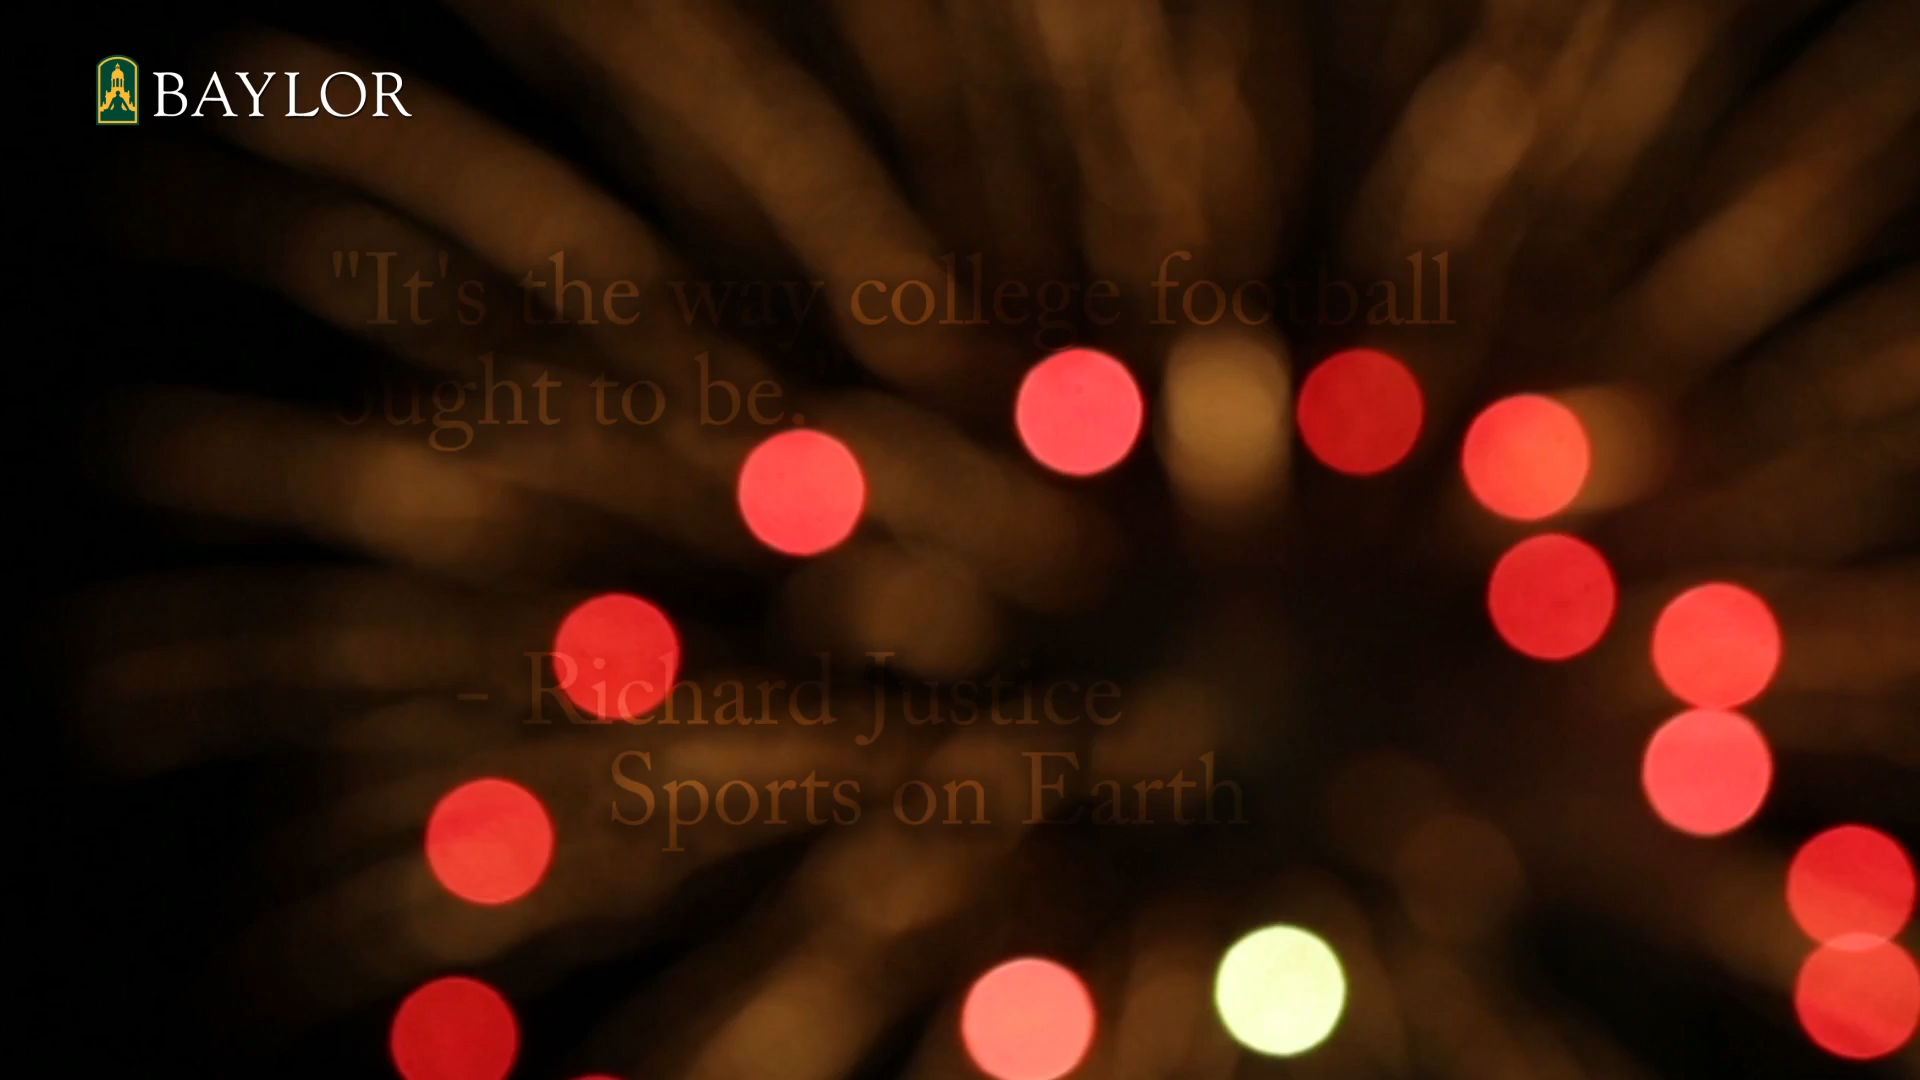 BAYLOR
"It's the way college football
ought to be."
- Richard Justice
Sports on Earth